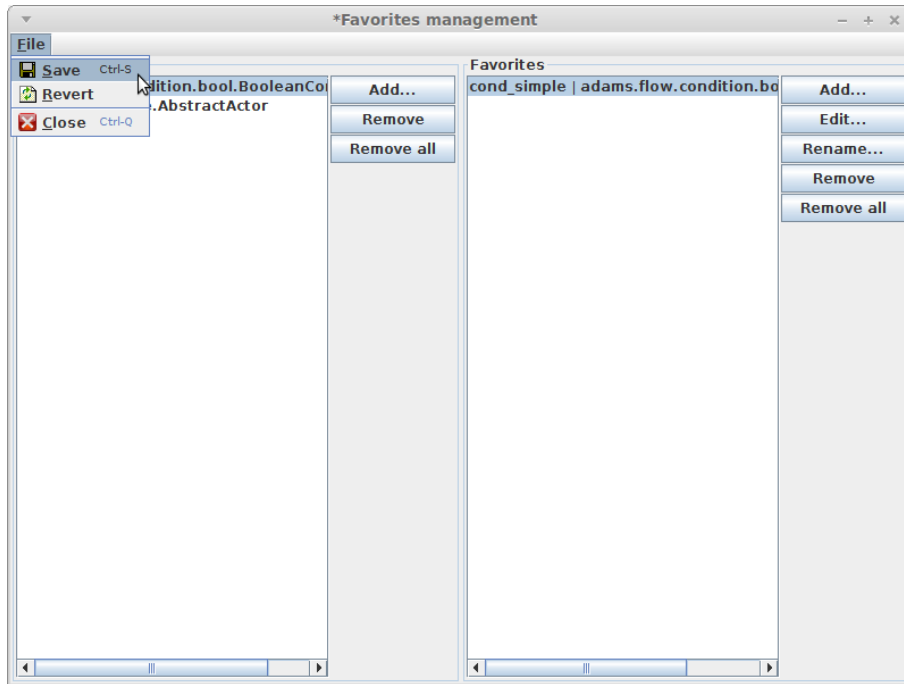 *Favorites management
File
Save Ctrl-S
Revert
Close Ctrl-Q
dition.bool.BooleanCo
.AbstractActor
Add...
Remove
Remove all
Favorites
cond_simple | adams.flow.condition.bo
Add...
Edit...
Rename...
Remove
Remove all